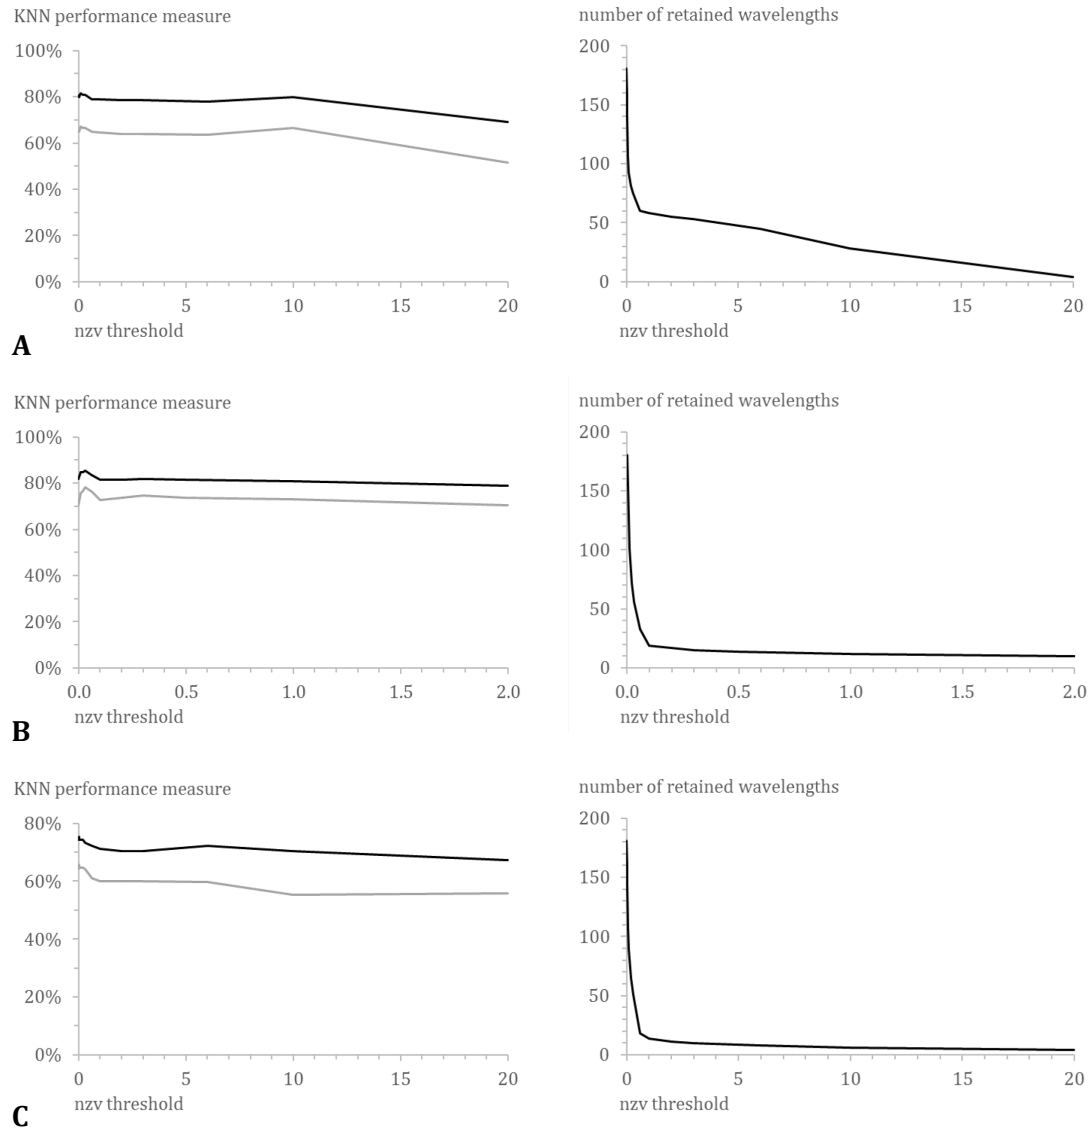 KNN performance measure
100%
80%
60%
40%
20%
0%
0 5 10 15 20
nzv threshold
number of retained wavelengths
200
150
100
50
0
0 5 10 15 20
nzv threshold
A
KNN performance measure
100%
80%
60%
40%
20%
0%
0.0 0.5 1.0 1.5 2.0
nzv threshold
number of retained wavelengths
200
150
100
50
0
0.0 0.5 1.0 1.5 2.0
nzv threshold
B
KNN performance measure
80%
60%
40%
20%
0%
0 5 10 15 20
nzv threshold
number of retained wavelengths
200
150
100
50
0
0 5 10 15 20
nzv threshold
C